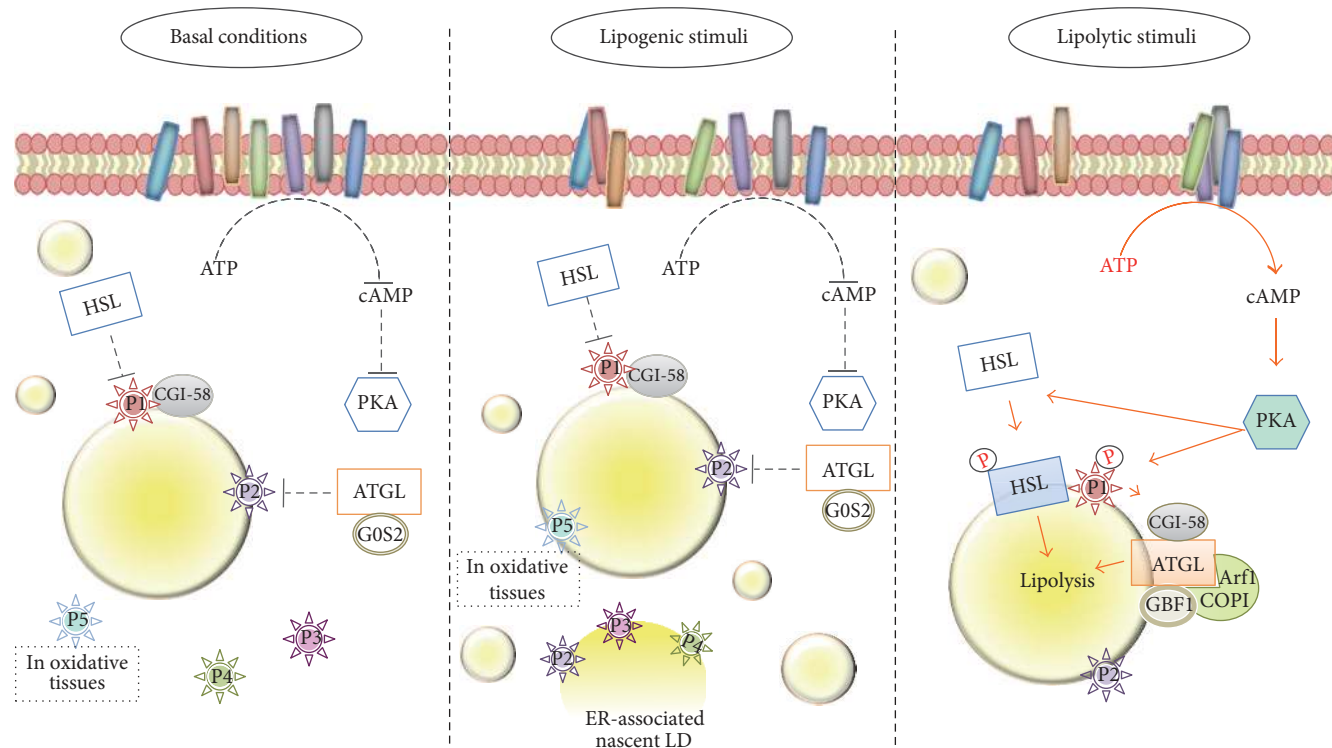 Basal conditions
ATP
cAMP
HSL
P1
CGI-58
PKA
P2
ATGL
G0S2
P5
In oxidative
tissues
P4
P3
Lipogenic stimuli
ATP
cAMP
HSL
P1
CGI-58
PKA
P2
ATGL
G0S2
P5
In oxidative
tissues
P3
P2
P4
ER-associated
nascent LD
Lipolytic stimuli
ATP
cAMP
HSL
PKA
P
P
HSL
P1
CGI-58
ATGL
Arf1
COPI
GBF1
Lipolysis
P2